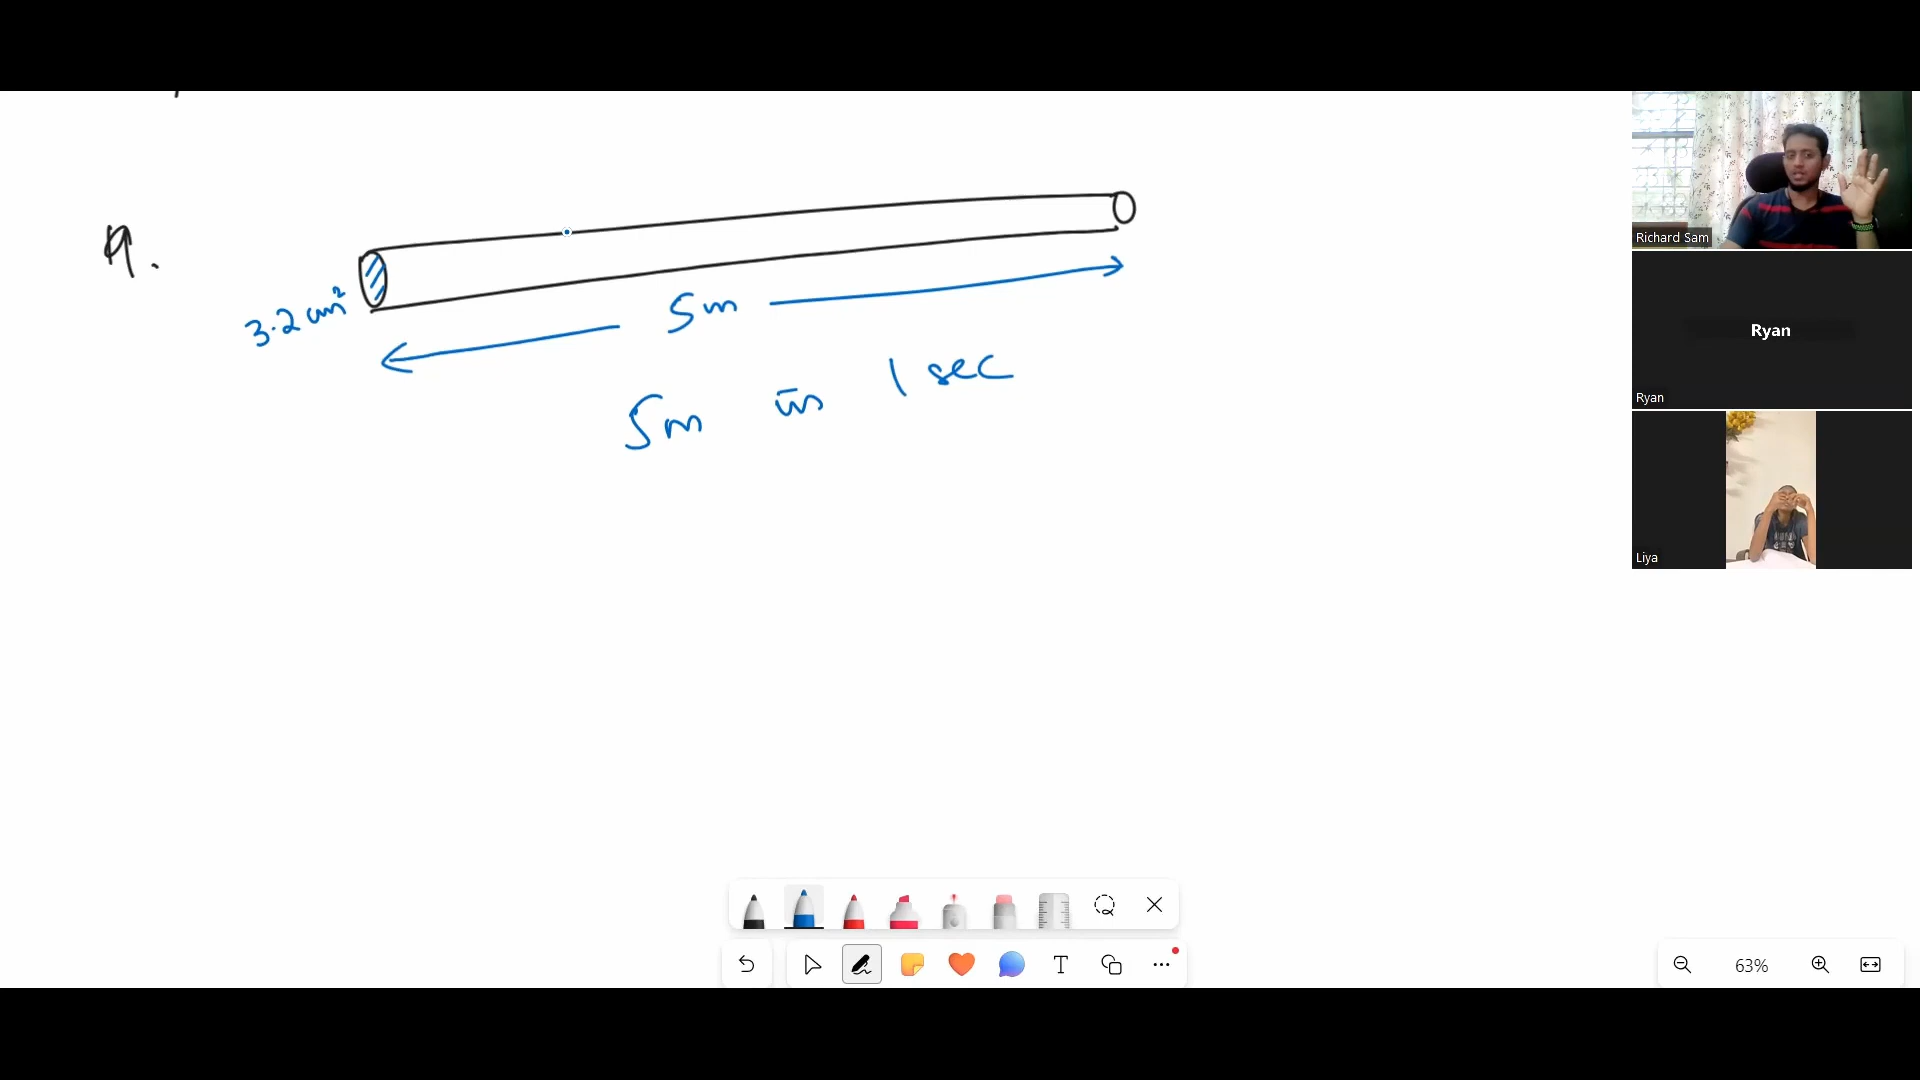 9.
3.2 cm²
5m
5m in 1 sec
Richard Sam
Ryan
Ryan
Liya
T
63%